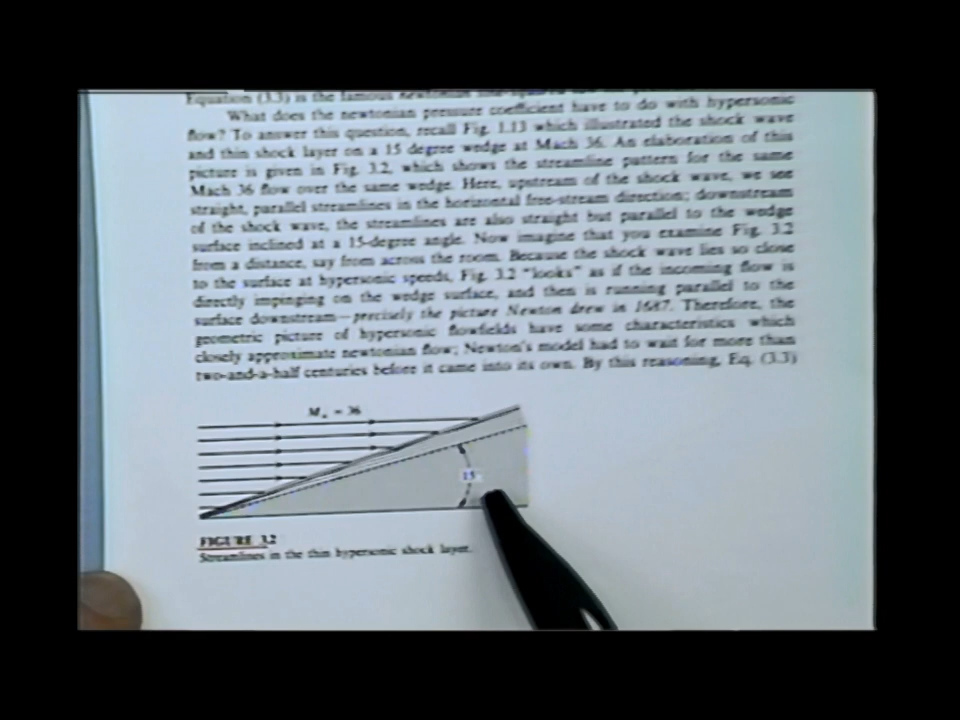 Equation (3.3) is the famous newtonian sine-squared
What does the newtonian pressure coefficient have to do with hypersonic
flow? To answer this question, recall Fig. 1.13 which illustrated the shock wave
and thin shock layer on a 15 degree wedge at Mach 36. An elaboration of this
picture is given in Fig. 3.2, which shows the streamline pattern for the same
Mach 36 flow over the same wedge. Here, upstream of the shock wave, we see
straight, parallel streamlines in the horizontal free-stream direction; downstream
of the shock wave, the streamlines are also straight but parallel to the wedge
surface inclined at a 15-degree angle. Now imagine that you examine Fig. 3.2
from a distance, say from across the room. Because the shock wave lies so close
to the surface at hypersonic speeds, Fig. 3.2 "looks" as if the incoming flow is
directly impinging on the wedge surface, and then is running parallel to the
surface downstream—precisely the picture Newton drew in 1687. Therefore, the
geometric picture of hypersonic flowfields have some characteristics which
closely approximate newtonian flow; Newton's model had to wait for more than
two-and-a-half centuries before it came into its own. By this reasoning, Eq. (3.3)
M∞ = 36
15
FIGURE 3.2
Streamlines in the thin hypersonic shock layer.